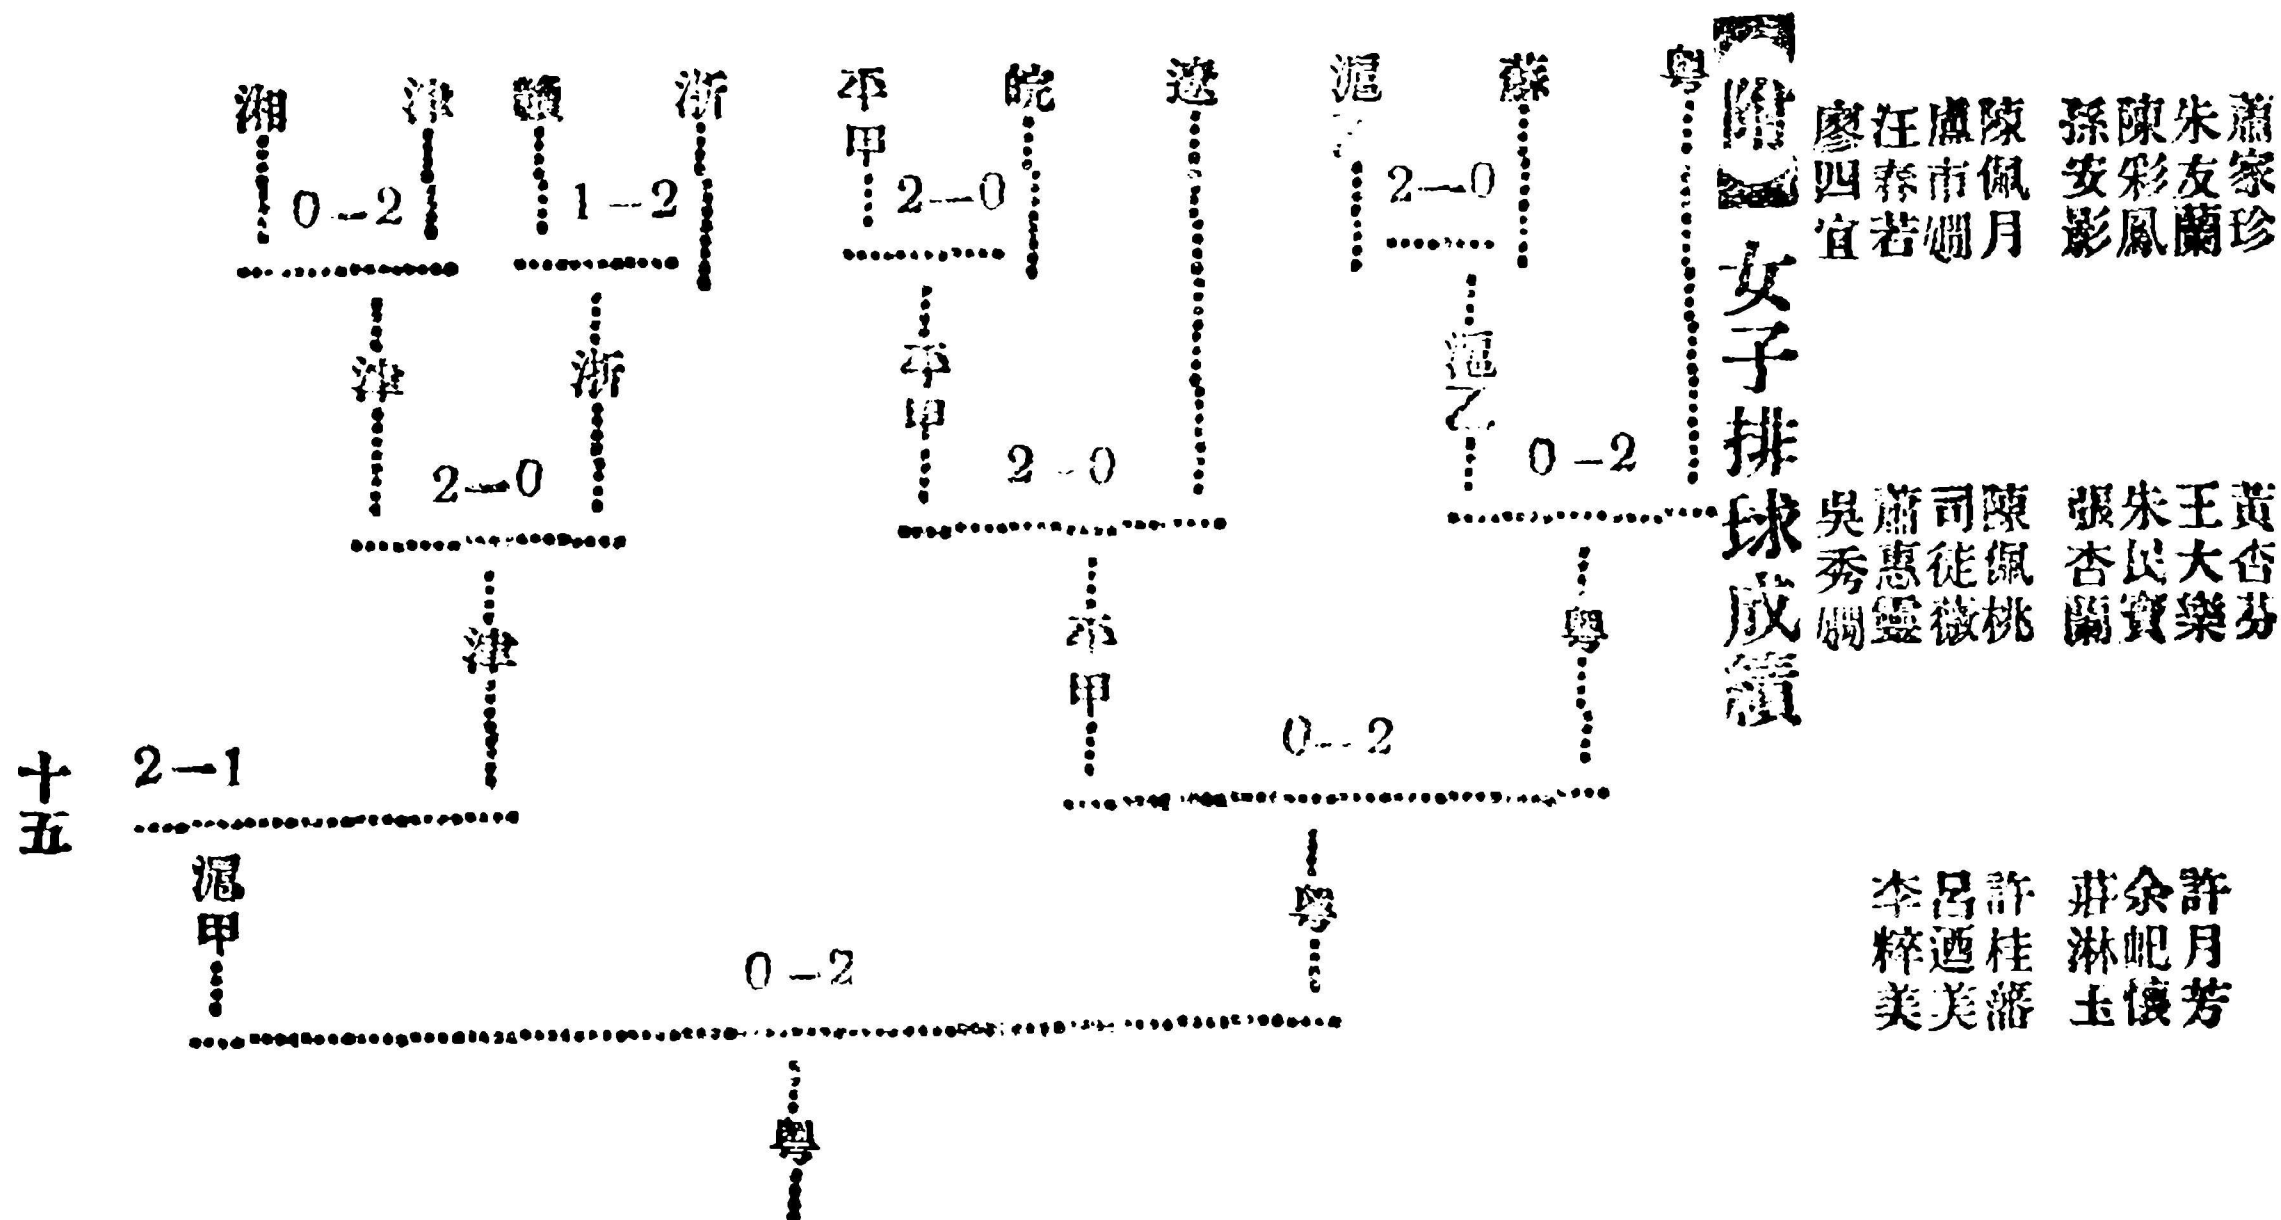 蕭家珍 黃杏芬 許月芳
朱友蘭 王大樂 余岊懷
陳彩鳳 朱民寶 莊淋玉
孫安影 張杏蘭
陳佩月 陳佩桃 許桂
盧市嫻 司徒薇 呂迺美
汪春若 蕭惠靈 李粹美
廖四宜 吳秀嫻
附 女子排球成績
湘 津 贛 浙 平甲 皖 遼 滬 蘇 粵
0-2 1-2 2-0 2-0
津 浙 平甲 滬乙
2-0 2-0 0-2
津 平甲 粵
2-1 0-2
滬甲 粵
0-2
粵
十五